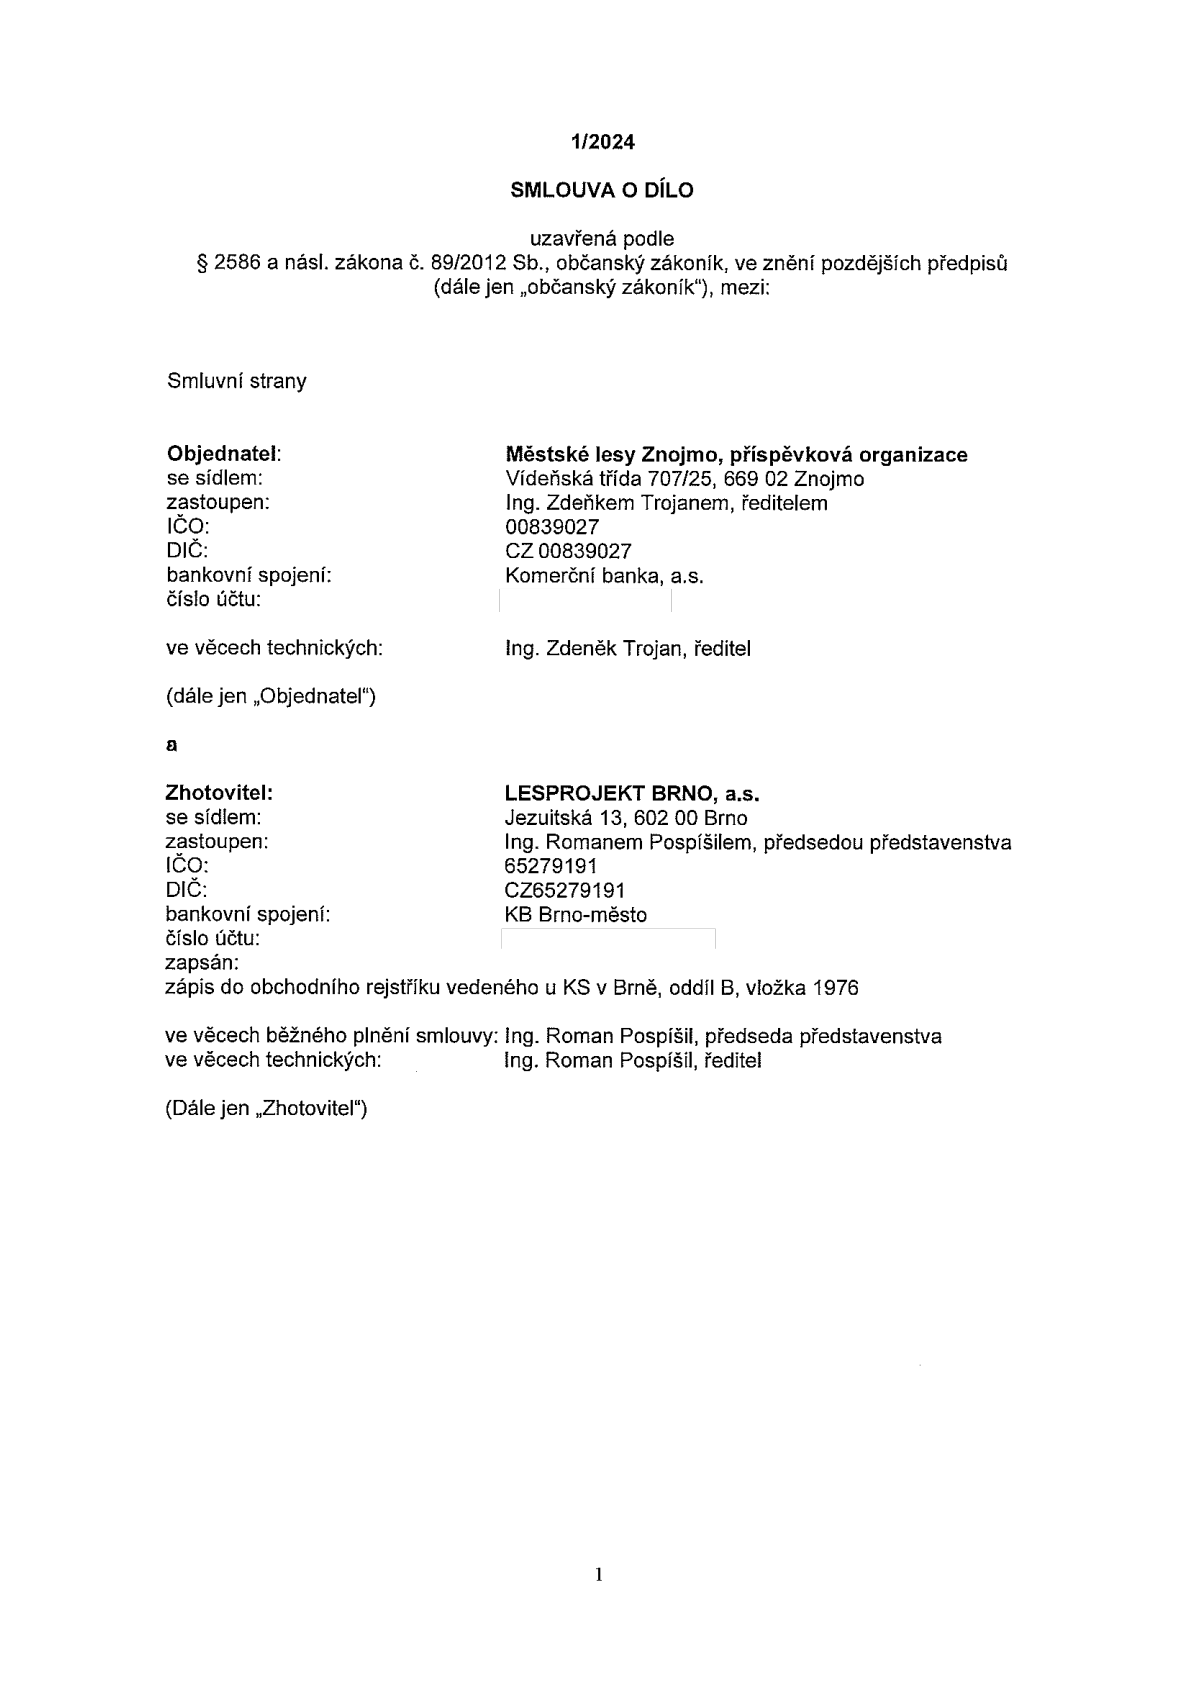 1/2024
SMLOUVA O DÍLO
uzavřená podle
§ 2586 a násl. zákona č. 89/2012 Sb., občanský zákoník, ve znění pozdějších předpisů
(dále jen „občanský zákoník“), mezi:
Smluvní strany
Objednatel: Městské lesy Znojmo, příspěvková organizace
se sídlem: Vídeňská třída 707/25, 669 02 Znojmo
zastoupen: Ing. Zdeňkem Trojanem, ředitelem
IČO: 00839027
DIČ: CZ 00839027
bankovní spojení: Komerční banka, a.s.
číslo účtu:
ve věcech technických: Ing. Zdeněk Trojan, ředitel
(dále jen „Objednatel“)
a
Zhotovitel: LESPROJEKT BRNO, a.s.
se sídlem: Jezuitská 13, 602 00 Brno
zastoupen: Ing. Romanem Pospíšilem, předsedou představenstva
IČO: 65279191
DIČ: CZ65279191
bankovní spojení: KB Brno-město
číslo účtu:
zapsán:
zápis do obchodního rejstříku vedeného u KS v Brně, oddíl B, vložka 1976
ve věcech běžného plnění smlouvy: Ing. Roman Pospíšil, předseda představenstva
ve věcech technických: Ing. Roman Pospíšil, ředitel
(Dále jen „Zhotovitel“)
1